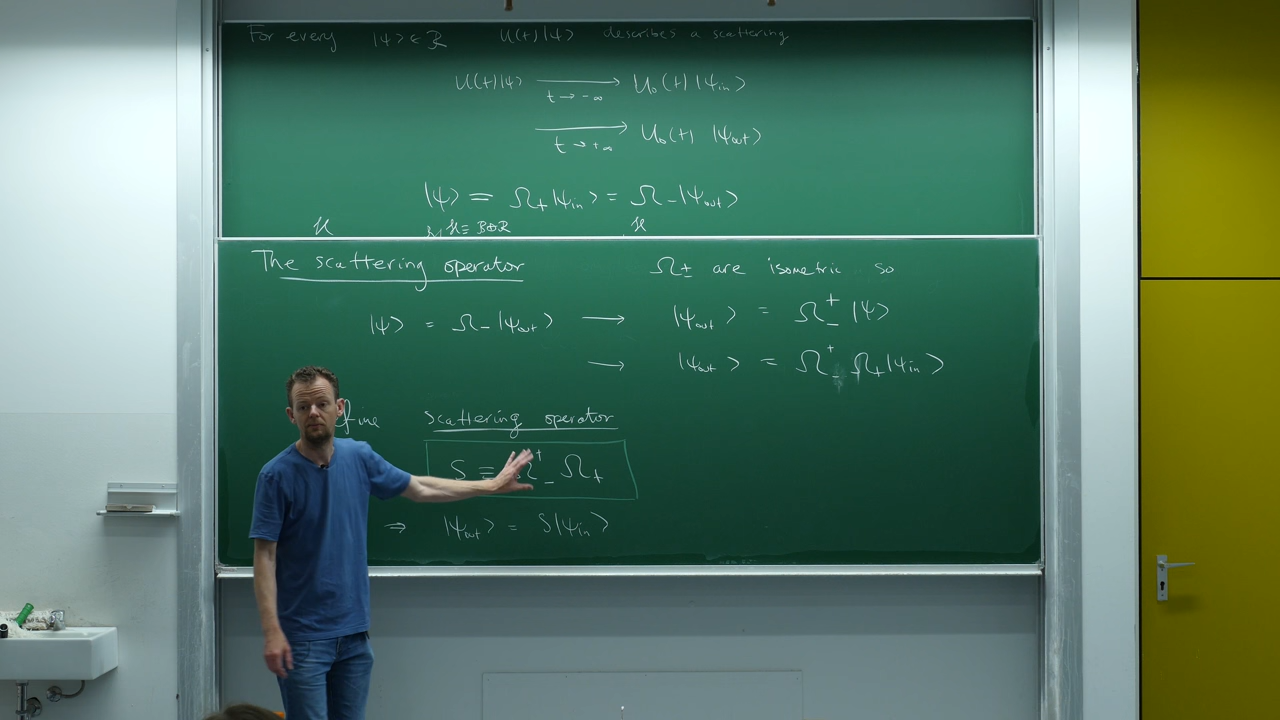 For every |ψ> ∈ R U(t)|ψ> describes a scattering
U(t)|ψ> ⟶ U₀(t)|ψin>
t → -∞
⟶ U₀(t) |ψout>
t → +∞
|ψ> = Ω₊|ψin> = Ω₋|ψout>
H H = B⊕R H
The scattering operator
Ω± are isometric so
|ψ> = Ω₋|ψout> ⟶ |ψout> = Ω₋⁺|ψ>
⟶ |ψout> = Ω₋⁺ Ω₊|ψin>
fine scattering operator
S ≡ Ω₋⁺ Ω₊
⇒ |ψout> = S|ψin>